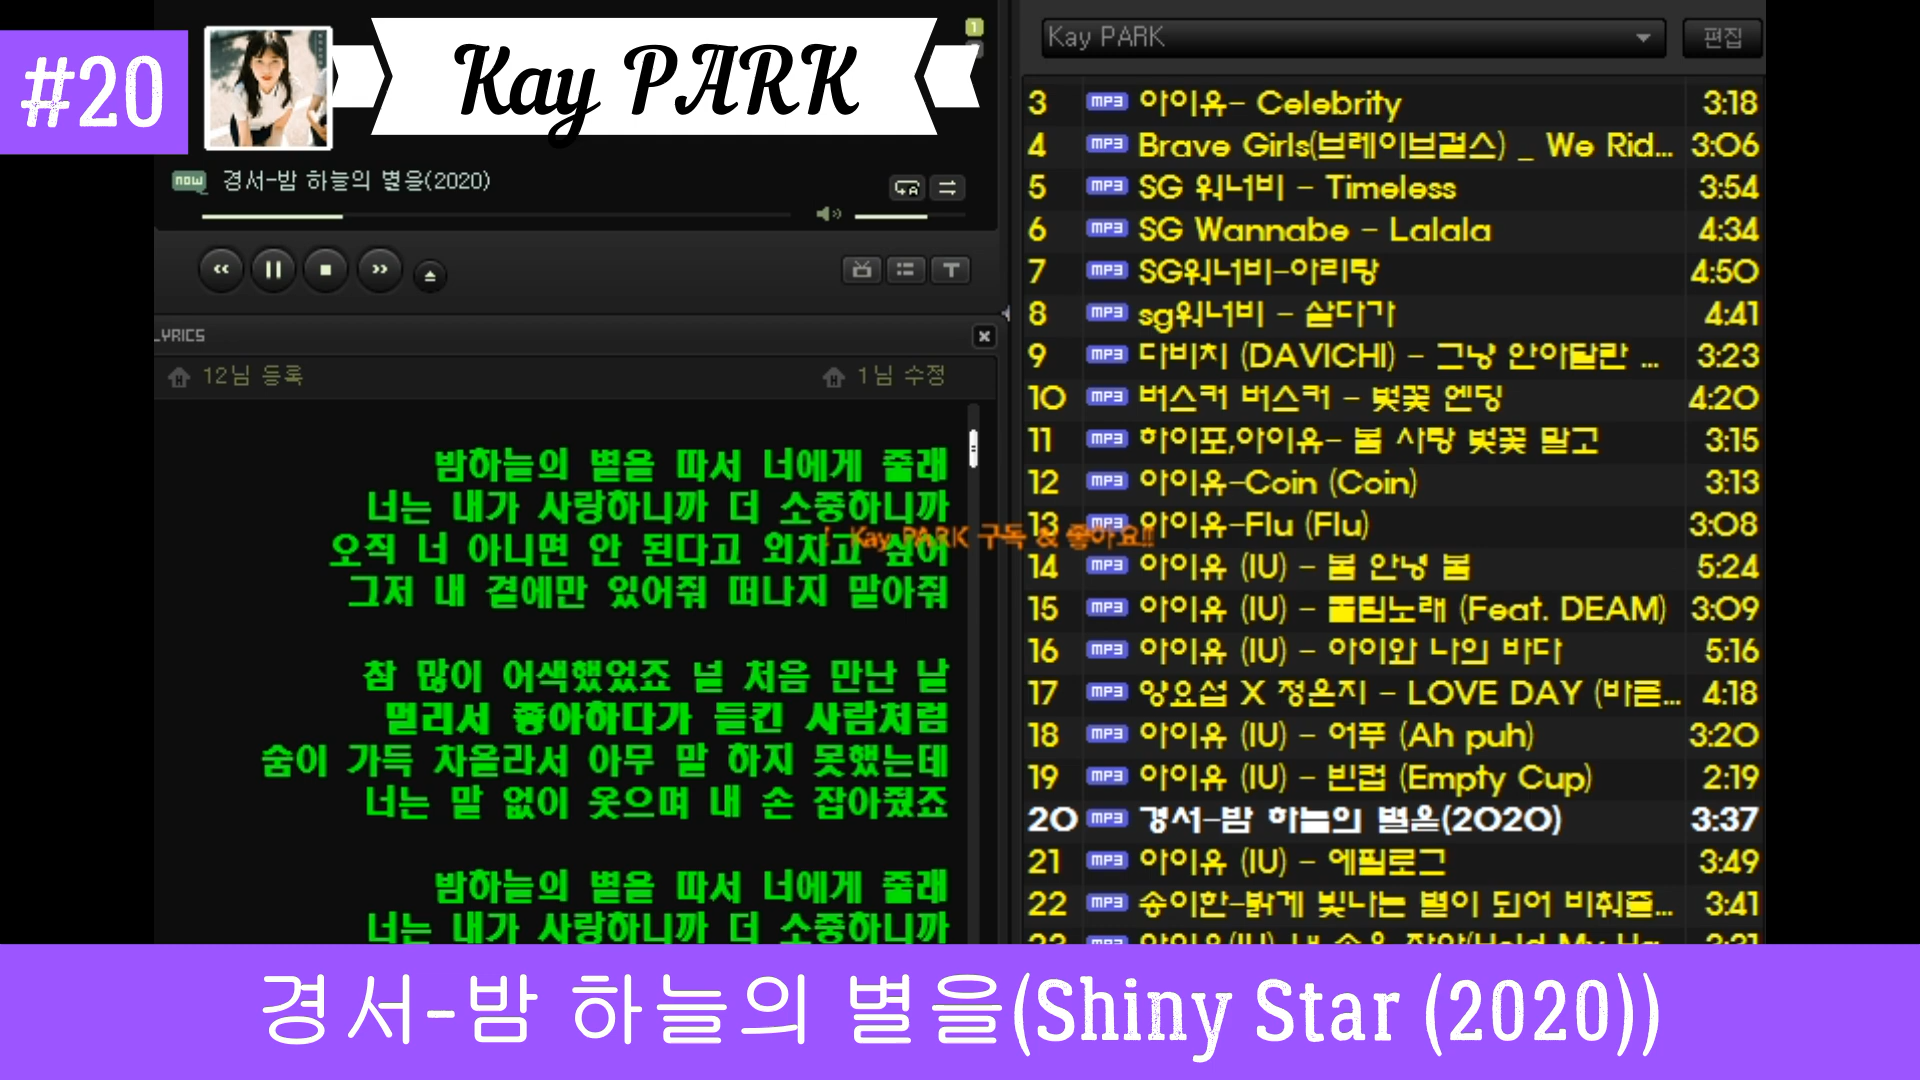 #20
Kay PARK
1
now 경서-밤 하늘의 별을(2020)
LYRICS
12님 등록
1님 수정
밤하늘의 별을 따서 너에게 줄래
너는 내가 사랑하니까 더 소중하니까
오직 너 아니면 안 된다고 외치고 싶어
그저 내 곁에만 있어줘 떠나지 말아줘
참 많이 어색했었죠 널 처음 만난 날
멀리서 좋아하다가 들킨 사람처럼
숨이 가득 차올라서 아무 말 하지 못했는데
너는 말 없이 웃으며 내 손 잡아줬죠
밤하늘의 별을 따서 너에게 줄래
너는 내가 사랑하니까 더 소중하니까
Kay PARK 구독 & 좋아요!!
Kay PARK
편집
3 MP3 아이유- Celebrity 3:18
4 MP3 Brave Girls(브레이브걸스) _ We Rid... 3:06
5 MP3 SG 워너비 - Timeless 3:54
6 MP3 SG Wannabe - Lalala 4:34
7 MP3 SG워너비-아리랑 4:50
8 MP3 sg워너비 - 살다가 4:41
9 MP3 다비치 (DAVICHI) - 그냥 안아달란 ... 3:23
10 MP3 버스커 버스커 - 벚꽃 엔딩 4:20
11 MP3 하이포,아이유- 봄 사랑 벚꽃 말고 3:15
12 MP3 아이유-Coin (Coin) 3:13
13 MP3 아이유-Flu (Flu) 3:08
14 MP3 아이유 (IU) - 봄 안녕 봄 5:24
15 MP3 아이유 (IU) - 돌림노래 (Feat. DEAM) 3:09
16 MP3 아이유 (IU) - 아이와 나의 바다 5:16
17 MP3 양요섭 X 정은지 - LOVE DAY (바른... 4:18
18 MP3 아이유 (IU) - 어푸 (Ah puh) 3:20
19 MP3 아이유 (IU) - 빈컵 (Empty Cup) 2:19
20 MP3 경서-밤 하늘의 별을(2020) 3:37
21 MP3 아이유 (IU) - 에필로그 3:49
22 MP3 송이한-밝게 빛나는 별이 되어 비춰줄... 3:41
경서-밤 하늘의 별을(Shiny Star (2020))